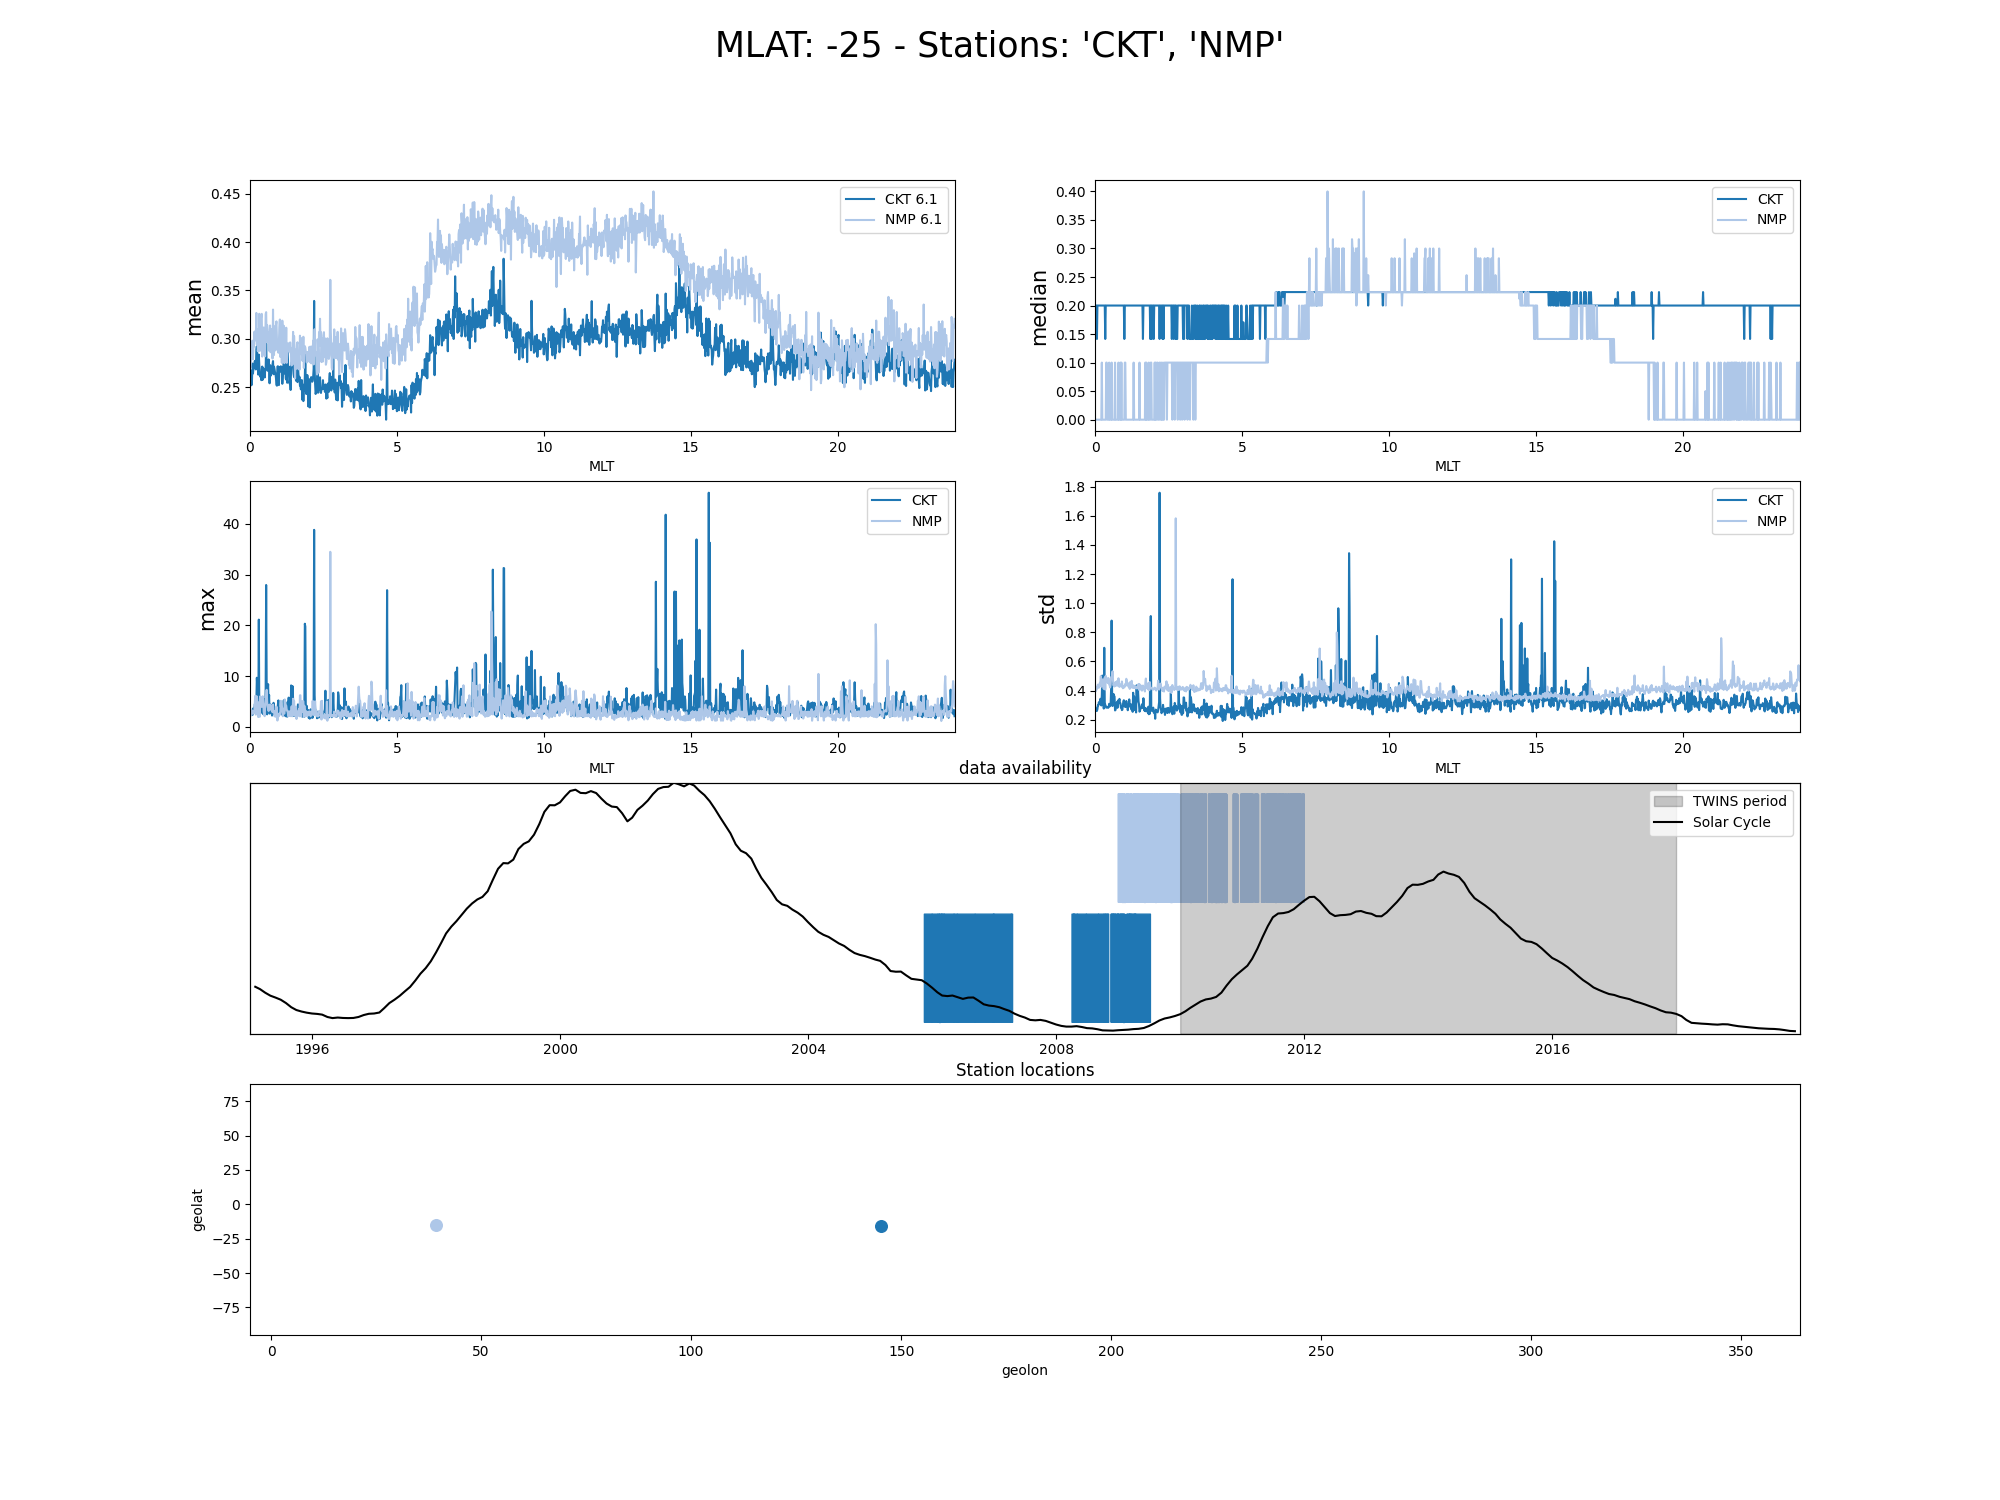 MLAT: -25 - Stations: 'CKT', 'NMP'
mean
0.45
0.40
0.35
0.30
0.25
CKT 6.1
NMP 6.1
0 5 10 15 20
MLT
median
0.40
0.35
0.30
0.25
0.20
0.15
0.10
0.05
0.00
CKT
NMP
0 5 10 15 20
MLT
max
40
30
20
10
0
CKT
NMP
0 5 10 15 20
MLT
std
1.8
1.6
1.4
1.2
1.0
0.8
0.6
0.4
0.2
CKT
NMP
0 5 10 15 20
MLT
data availability
TWINS period
Solar Cycle
1996 2000 2004 2008 2012 2016
Station locations
geolat
75
50
25
0
−25
−50
−75
0 50 100 150 200 250 300 350
geolon